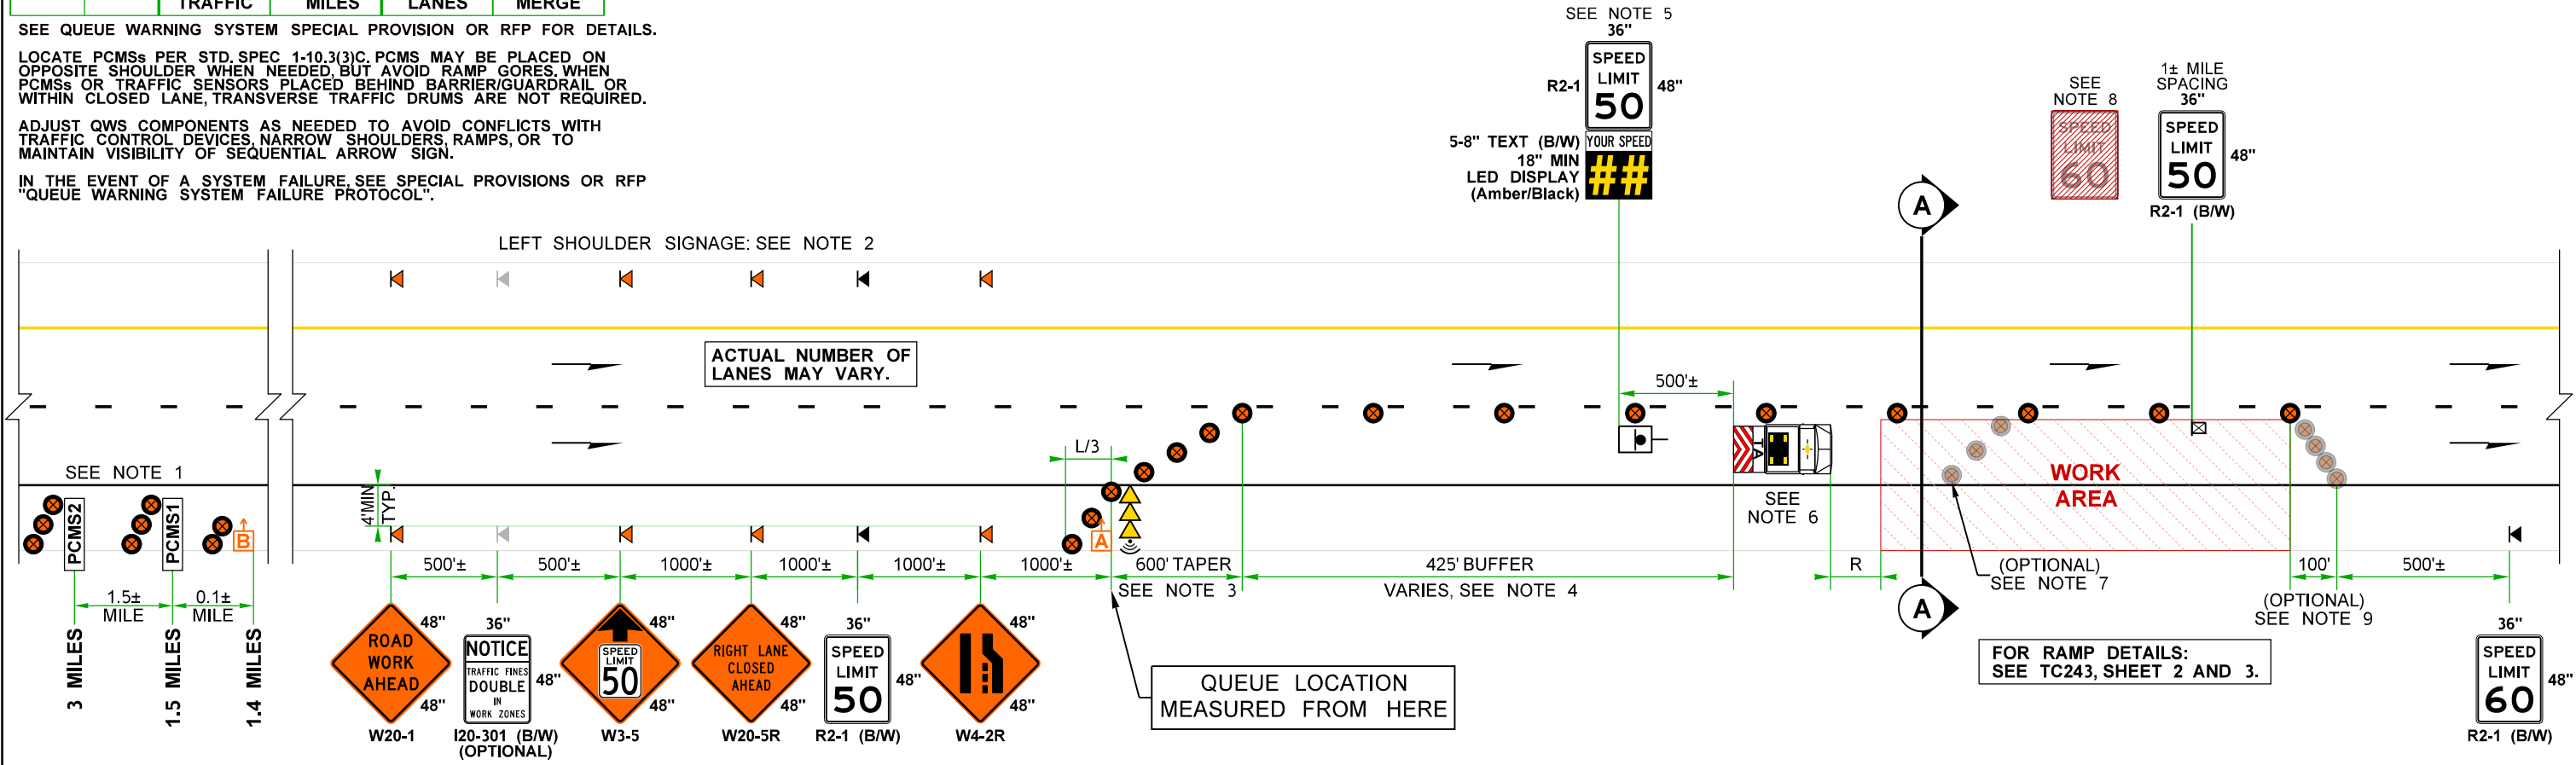 TRAFFIC MILES LANES MERGE
SEE QUEUE WARNING SYSTEM SPECIAL PROVISION OR RFP FOR DETAILS.
LOCATE PCMSs PER STD. SPEC 1-10.3(3)C. PCMS MAY BE PLACED ON
OPPOSITE SHOULDER WHEN NEEDED, BUT AVOID RAMP GORES. WHEN
PCMSs OR TRAFFIC SENSORS PLACED BEHIND BARRIER/GUARDRAIL OR
WITHIN CLOSED LANE, TRANSVERSE TRAFFIC DRUMS ARE NOT REQUIRED.
ADJUST QWS COMPONENTS AS NEEDED TO AVOID CONFLICTS WITH
TRAFFIC CONTROL DEVICES, NARROW SHOULDERS, RAMPS, OR TO
MAINTAIN VISIBILITY OF SEQUENTIAL ARROW SIGN.
IN THE EVENT OF A SYSTEM FAILURE, SEE SPECIAL PROVISIONS OR RFP
"QUEUE WARNING SYSTEM FAILURE PROTOCOL".
SEE NOTE 5
36"
SPEED
LIMIT
50
R2-1
48"
5-8" TEXT (B/W)
YOUR SPEED
18" MIN
LED DISPLAY
(Amber/Black)
##
SEE
NOTE 8
SPEED
LIMIT
60
1± MILE
SPACING
36"
SPEED
LIMIT
50
48"
R2-1 (B/W)
A
LEFT SHOULDER SIGNAGE: SEE NOTE 2
ACTUAL NUMBER OF
LANES MAY VARY.
500'±
SEE NOTE 1
PCMS2
PCMS1
B
4'MIN
TYP.
L/3
A
T A
SEE
NOTE 6
WORK
AREA
1.5±
MILE
0.1±
MILE
3 MILES
1.5 MILES
1.4 MILES
500'± 500'± 1000'± 1000'± 1000'± 1000'± 600' TAPER
SEE NOTE 3
425' BUFFER
VARIES, SEE NOTE 4
R
(OPTIONAL)
SEE NOTE 7
100'
500'±
(OPTIONAL)
SEE NOTE 9
A
ROAD
WORK
AHEAD
48"
48"
W20-1
36"
NOTICE
TRAFFIC FINES
DOUBLE
IN
WORK ZONES
48"
I20-301 (B/W)
(OPTIONAL)
SPEED
LIMIT
50
48"
48"
W3-5
RIGHT LANE
CLOSED
AHEAD
48"
48"
W20-5R
36"
SPEED
LIMIT
50
48"
R2-1 (B/W)
48"
48"
W4-2R
QUEUE LOCATION
MEASURED FROM HERE
FOR RAMP DETAILS:
SEE TC243, SHEET 2 AND 3.
36"
SPEED
LIMIT
60
48"
R2-1 (B/W)